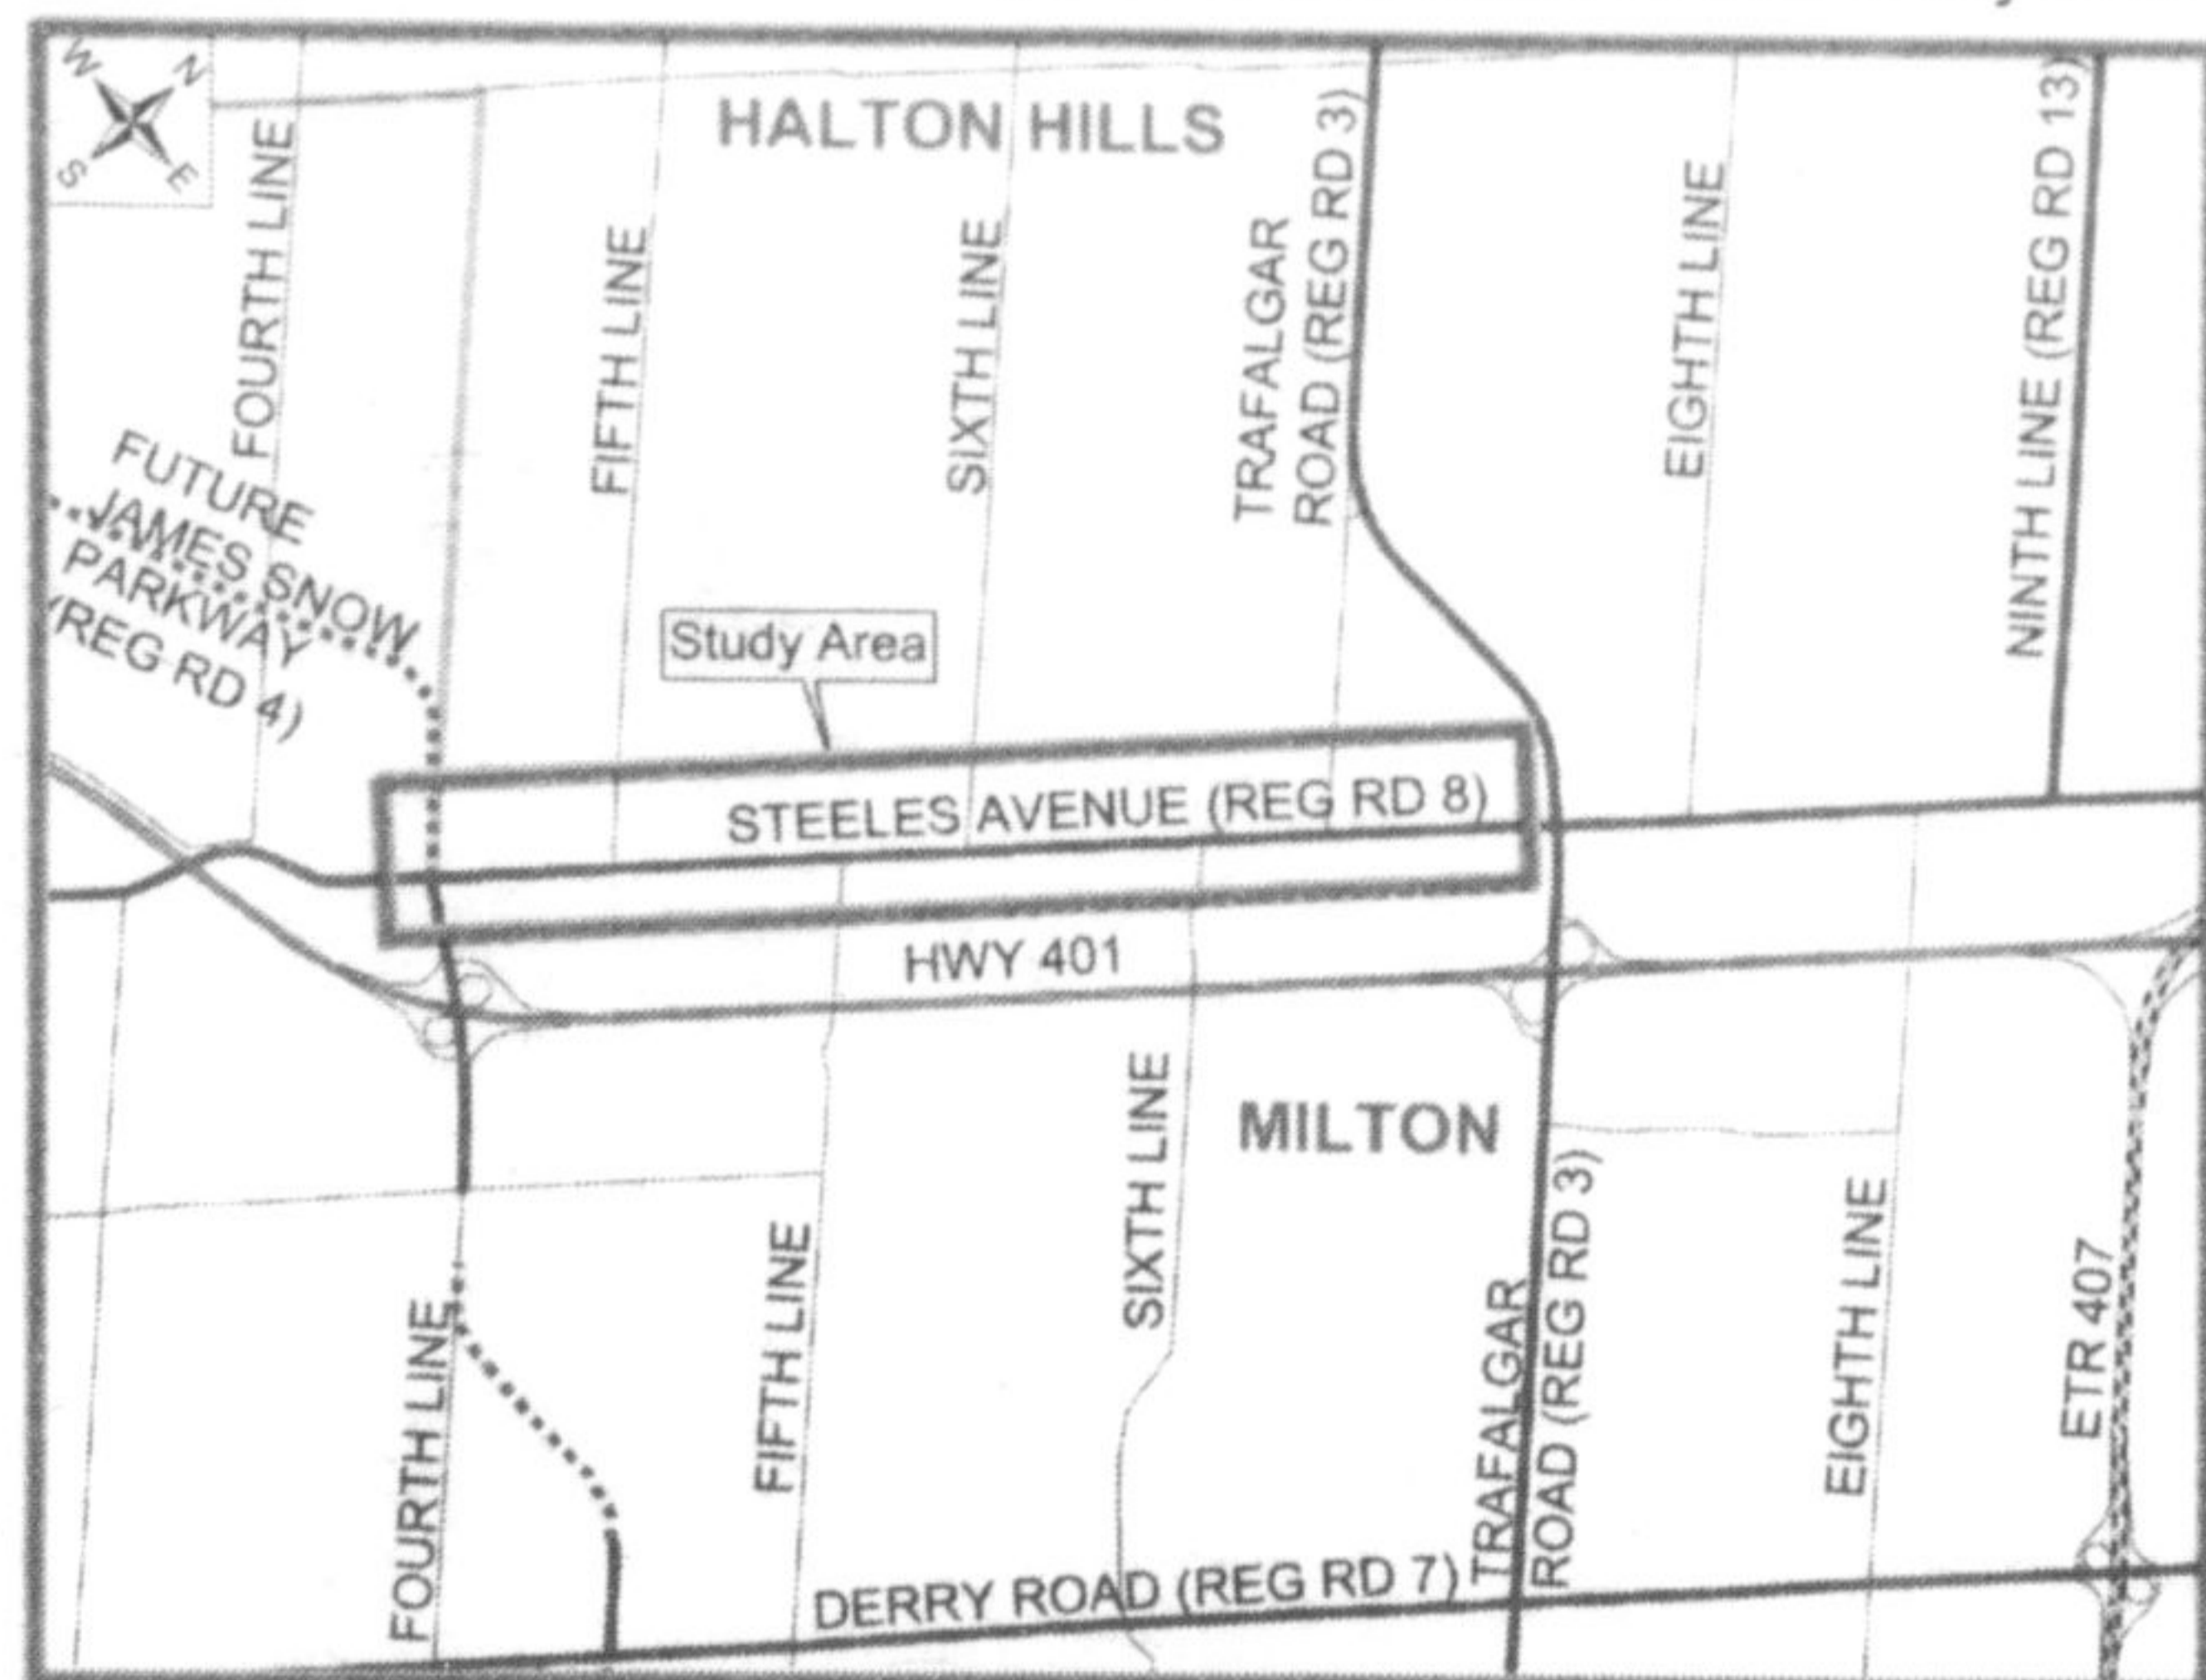 W
N
S
E
HALTON HILLS
FOURTH LINE
FIFTH LINE
SIXTH LINE
TRAFALGAR
ROAD (REG RD 3)
EIGHTH LINE
NINTH LINE (REG RD 13)
FUTURE
JAMES SNOW
PARKWAY
(REG RD 4)
Study Area
STEELES AVENUE (REG RD 8)
HWY 401
MILTON
FOURTH LINE
FIFTH LINE
SIXTH LINE
TRAFALGAR
ROAD (REG RD 3)
EIGHTH LINE
ETR 407
DERRY ROAD (REG RD 7)